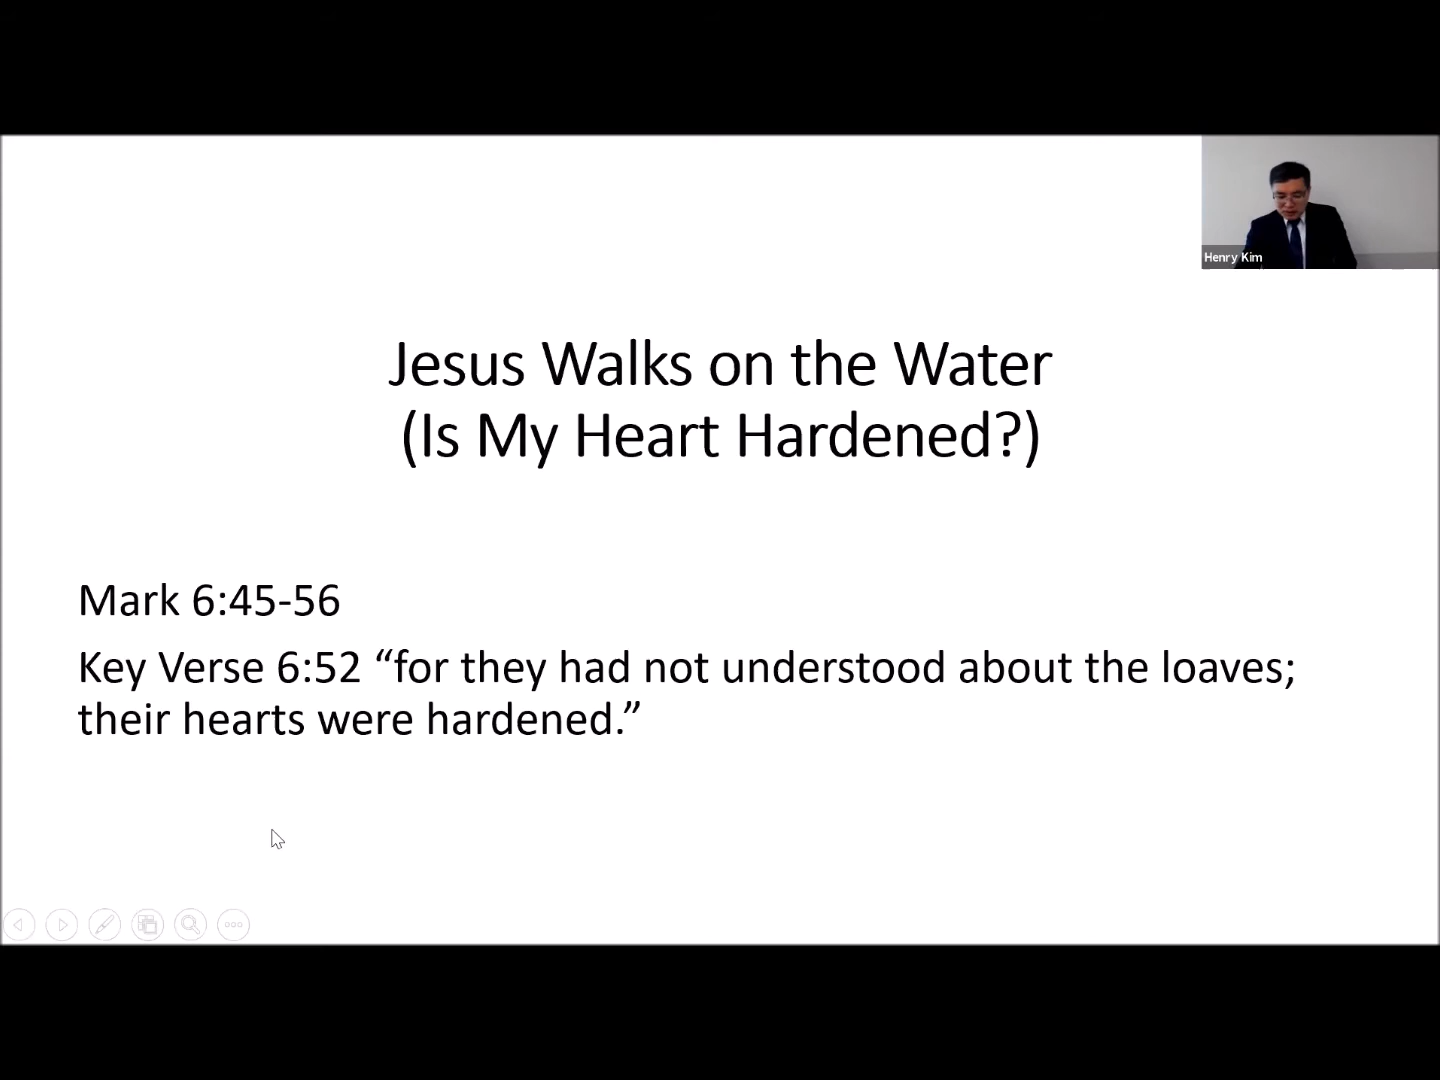 Henry Kim
Jesus Walks on the Water
(Is My Heart Hardened?)
Mark 6:45-56
Key Verse 6:52 “for they had not understood about the loaves;
their hearts were hardened.”